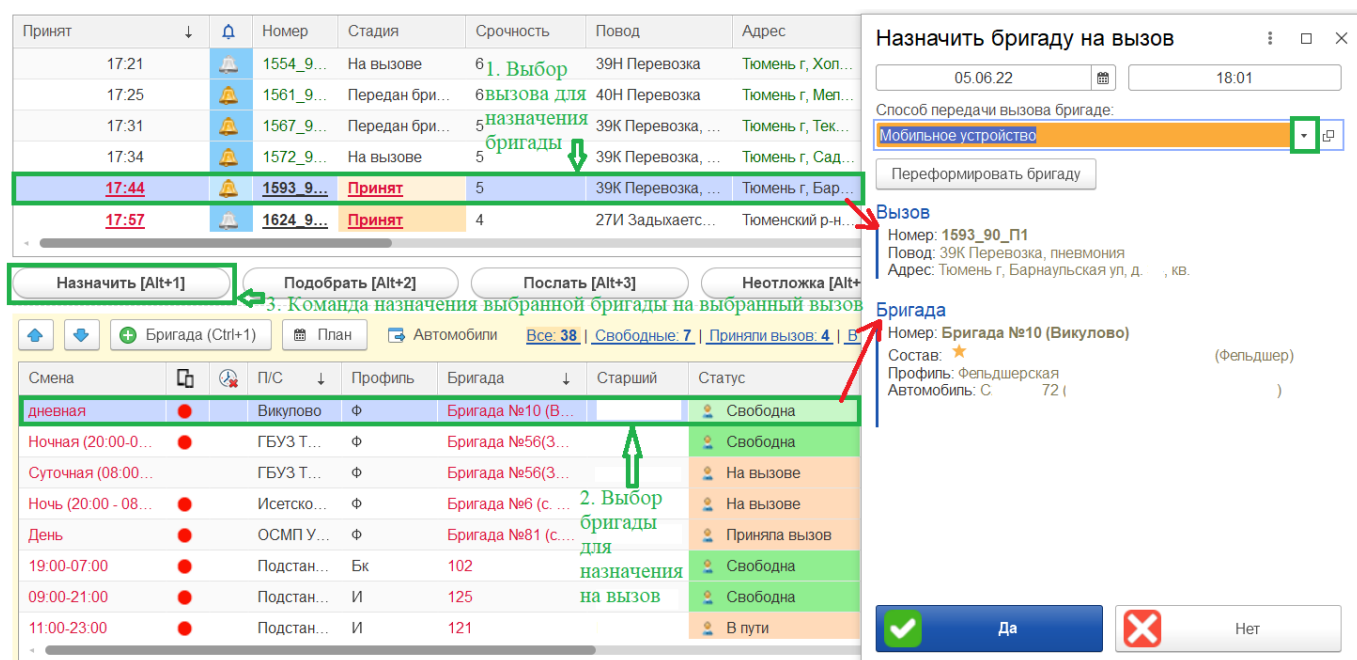 Принят ↓ Номер Стадия Срочность Повод Адрес
17:21 1554_9... На вызове 6 39Н Перевозка Тюмень г, Хол...
17:25 1561_9... Передан бри... 6 40Н Перевозка Тюмень г, Мел...
17:31 1567_9... Передан бри... 5 39К Перевозка, ... Тюмень г, Тек...
17:34 1572_9... На вызове 5 39К Перевозка, ... Тюмень г, Сад...
17:44 1593_9... Принят 5 39К Перевозка, ... Тюмень г, Бар...
17:57 1624_9... Принят 4 27И Задыхаетс... Тюменский р-н...
1. Выбор
вызова для
назначения
бригады
Назначить [Alt+1] Подобрать [Alt+2] Послать [Alt+3] Неотложка [Alt+
3. Команда назначения выбранной бригады на выбранный вызов
Бригада (Ctrl+1) План Автомобили Все: 38 | Свободные: 7 | Приняли вызов: 4 | В
Смена П/С ↓ Профиль Бригада ↓ Старший Статус
дневная Викулово Ф Бригада №10 (В... Свободна
Ночная (20:00-0... ГБУЗ Т... Ф Бригада №56(З... Свободна
Суточная (08:00... ГБУЗ Т... Ф Бригада №56(З... На вызове
Ночь (20:00 - 08... Исетско... Ф Бригада №6 (с. ... На вызове
День ОСМП У... Ф Бригада №81 (с.... Приняла вызов
19:00-07:00 Подстан... Бк 102 Свободна
09:00-21:00 Подстан... И 125 Свободна
11:00-23:00 Подстан... И 121 В пути
2. Выбор
бригады
для
назначения
на вызов
Назначить бригаду на вызов
05.06.22 18:01
Способ передачи вызова бригаде:
Мобильное устройство
Переформировать бригаду
Вызов
Номер: 1593_90_П1
Повод: 39К Перевозка, пневмония
Адрес: Тюмень г, Барнаульская ул, д. , кв.
Бригада
Номер: Бригада №10 (Викулово)
Состав: (Фельдшер)
Профиль: Фельдшерская
Автомобиль: С 72 ( )
Да Нет